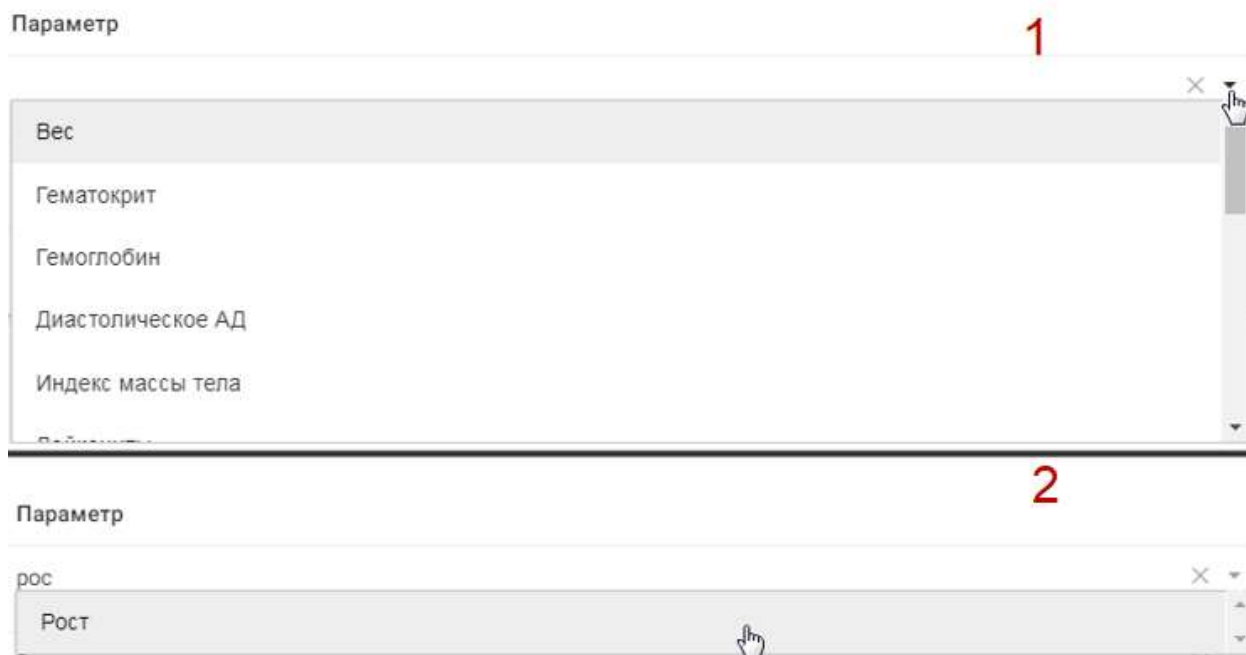 Параметр
1
Вес
Гематокрит
Гемоглобин
Диастолическое АД
Индекс массы тела
2
Параметр
рос
Рост